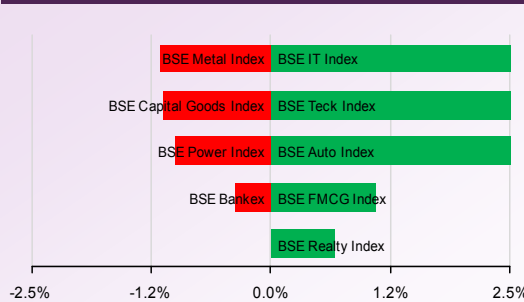 BSE Metal Index BSE IT Index
BSE Capital Goods Index BSE Teck Index
BSE Power Index BSE Auto Index
BSE Bankex BSE FMCG Index
BSE Realty Index
-2.5% -1.2% 0.0% 1.2% 2.5%